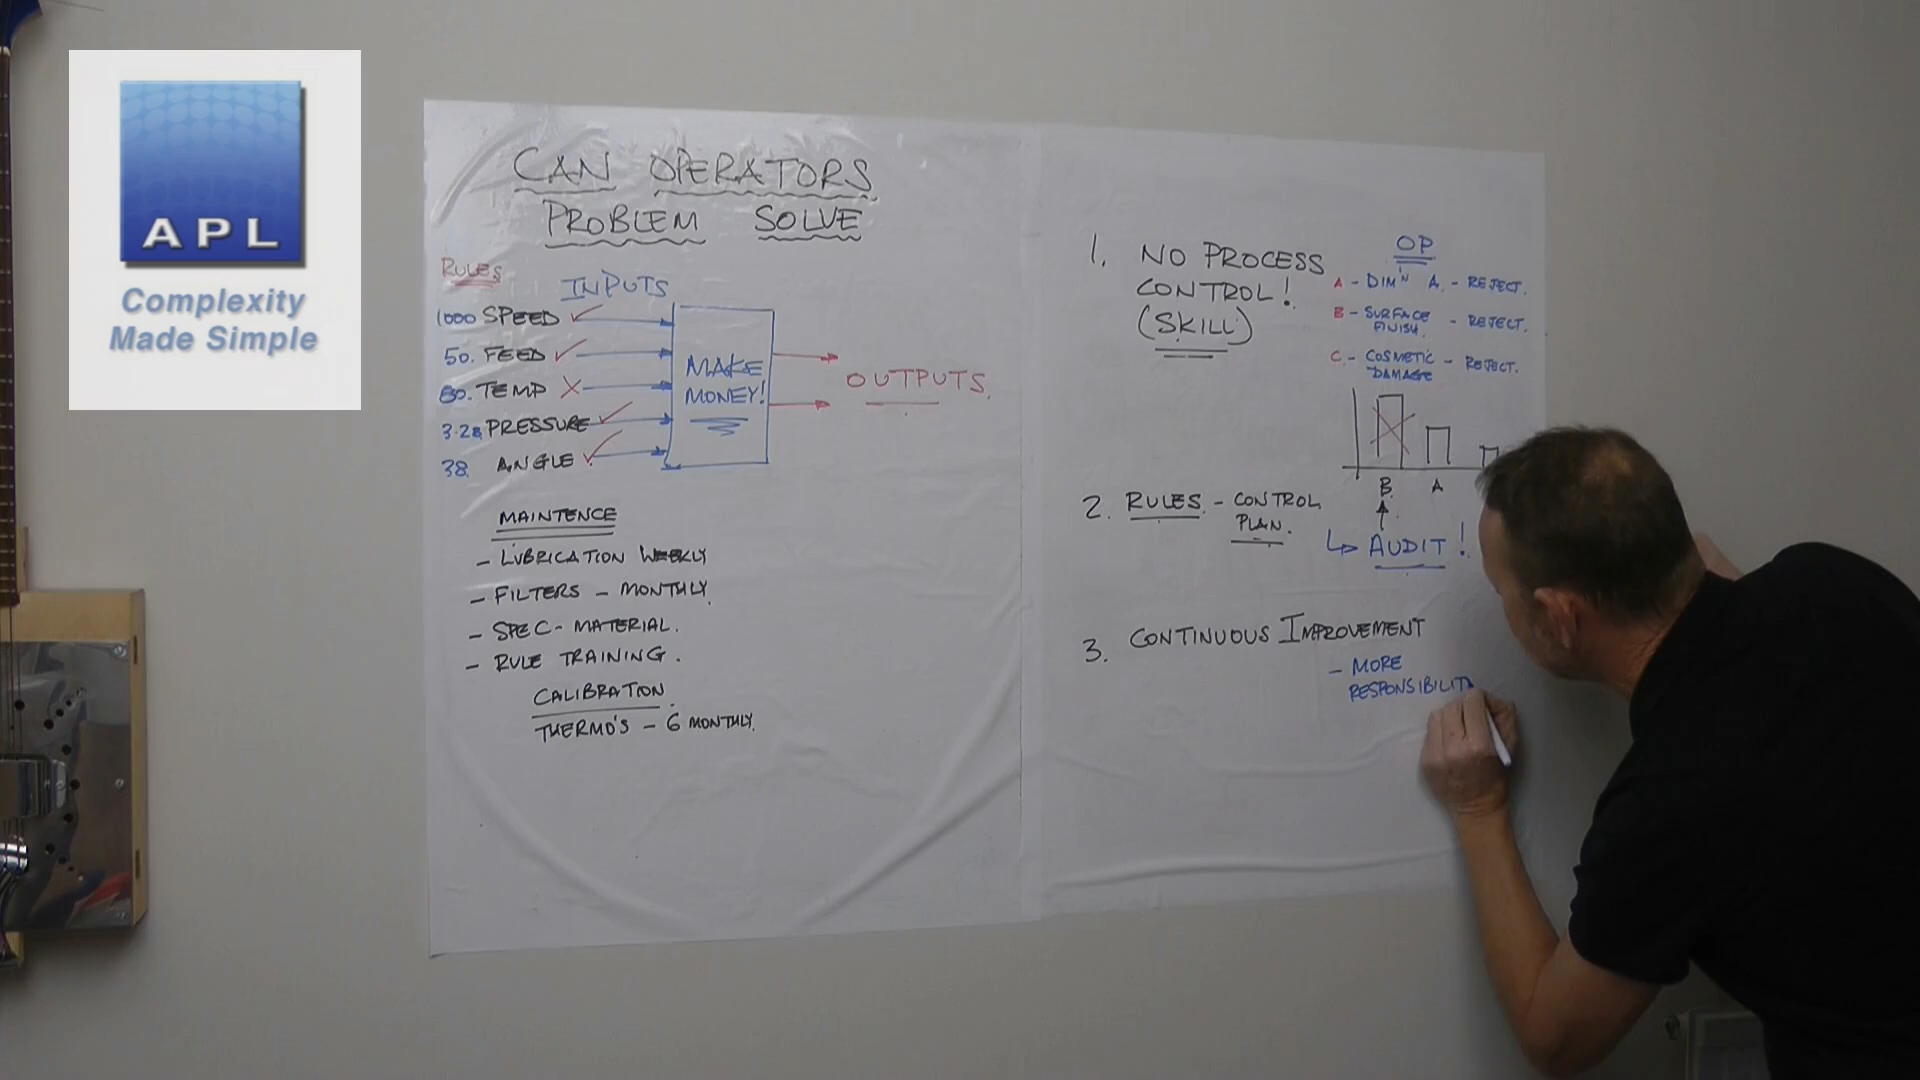 APL
Complexity
Made Simple
CAN OPERATORS
PROBLEM SOLVE
RULES
INPUTS
1000 SPEED
50. FEED
80. TEMP X
3.2 PRESSURE
38. ANGLE
MAKE
MONEY!
OUTPUTS.
MAINTENCE
- LUBRICATION WEEKLY
- FILTERS - MONTHLY.
- SPEC - MATERIAL.
- RULE TRAINING.
CALIBRATION
THERMO'S - 6 MONTHLY.
1. NO PROCESS
CONTROL!
(SKILL)
OP
A - DIM'N A. - REJECT.
B - SURFACE
FINISH. - REJECT.
C - COSMETIC
DAMAGE - REJECT.
B A
2. RULES - CONTROL
PLAN.
AUDIT!
3. CONTINUOUS IMPROVEMENT
- MORE
RESPONSIBILIT